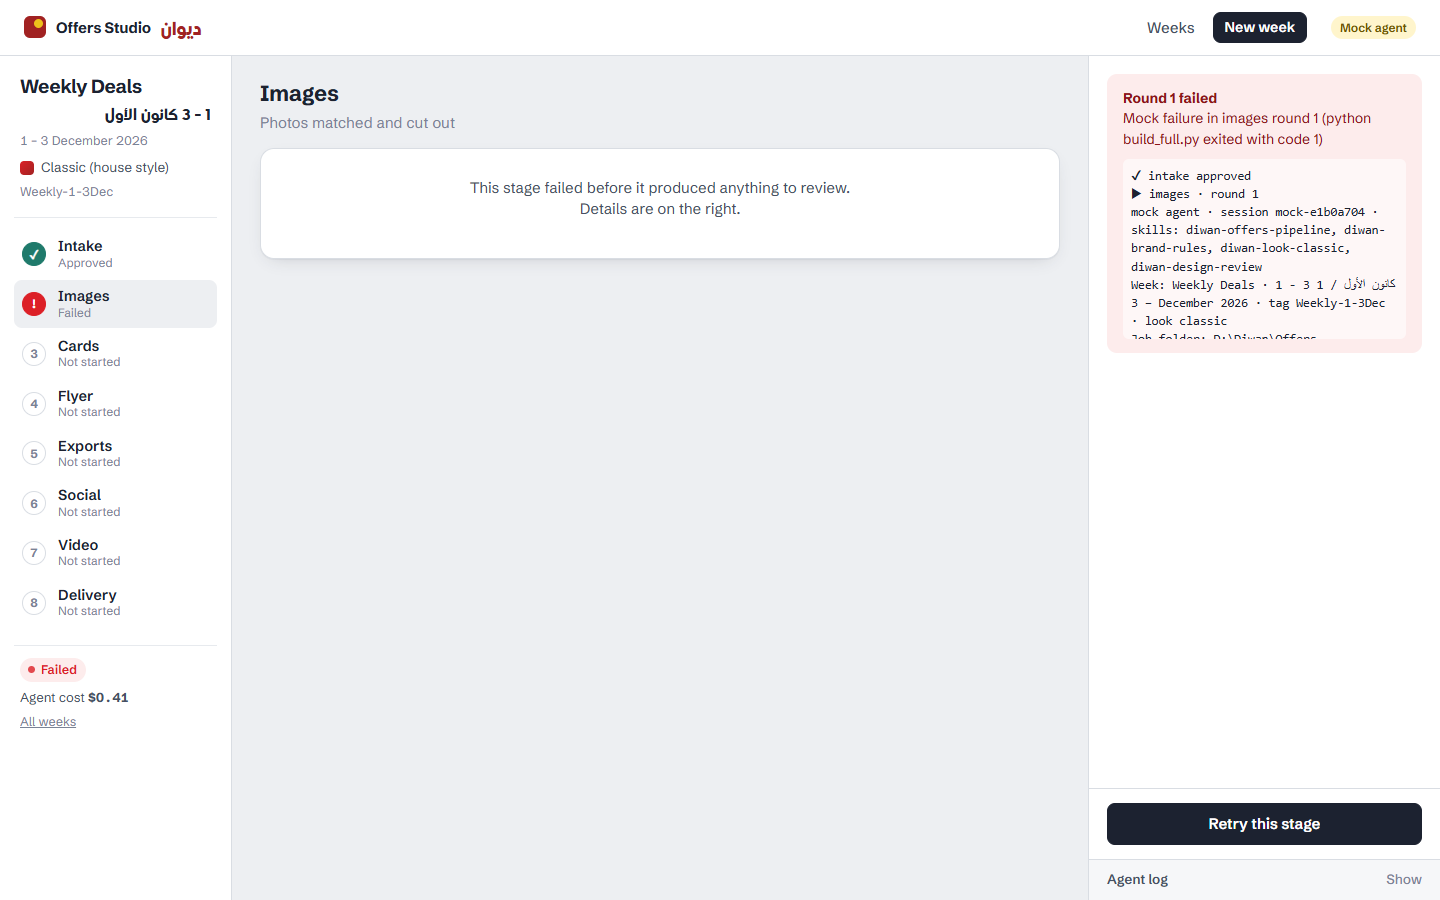 Offers Studio ديوان
Weeks
New week
Mock agent
Weekly Deals
1 - 3 كانون الأول
1 – 3 December 2026
Classic (house style)
Weekly-1-3Dec
✓ Intake
Approved
! Images
Failed
3 Cards
Not started
4 Flyer
Not started
5 Exports
Not started
6 Social
Not started
7 Video
Not started
8 Delivery
Not started
Failed
Agent cost $0.41
All weeks
Images
Photos matched and cut out
This stage failed before it produced anything to review.
Details are on the right.
Round 1 failed
Mock failure in images round 1 (python
build_full.py exited with code 1)
✓ intake approved
▶ images · round 1
mock agent · session mock-e1b0a704 ·
skills: diwan-offers-pipeline, diwan-
brand-rules, diwan-look-classic,
diwan-design-review
Week: Weekly Deals · 1 - 3 كانون الأول / 1
3 – December 2026 · tag Weekly-1-3Dec
· look classic
Job folder: D:\Diwan\Offers
Retry this stage
Agent log
Show